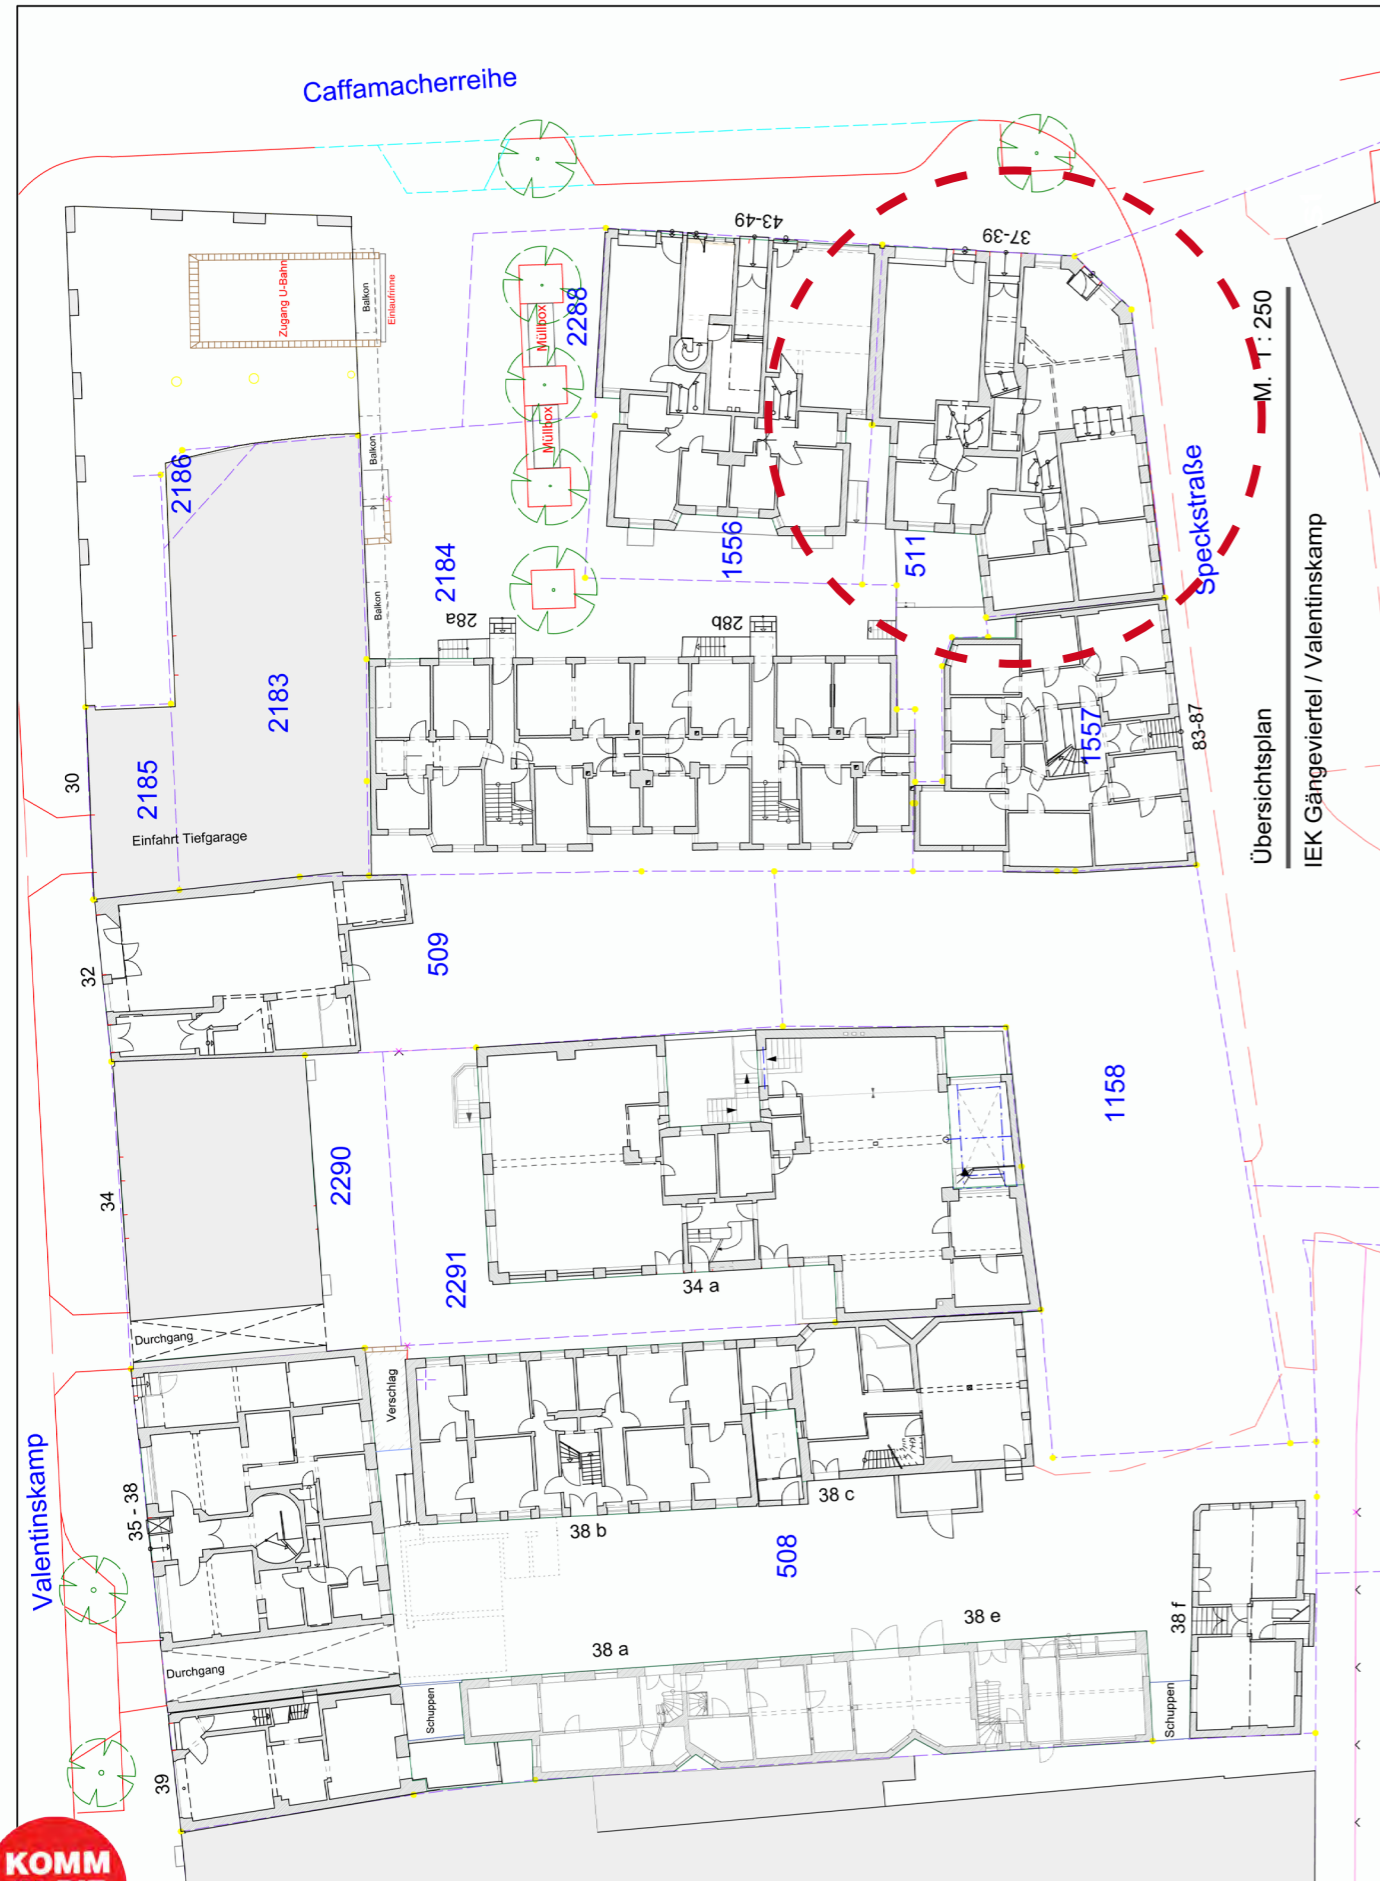 Caffamacherreihe
43-49
37-39
Zugang U-Bahn
Balkon
Einlaufrinne
Müllbox
2288
M. 1 : 250
Balkon
Müllbox
2186
Speckstraße
1556
511
2184
Übersichtsplan
IEK Gängeviertel / Valentinskamp
28a
28b
Balkon
2183
1557
83-87
30
2185
Einfahrt Tiefgarage
32
509
1158
34
2290
2291
34 a
Durchgang
Verschlag
Valentinskamp
35 - 38
38 b
38 c
508
38 e
38 f
38 a
Durchgang
Schuppen
Schuppen
39
KOMM